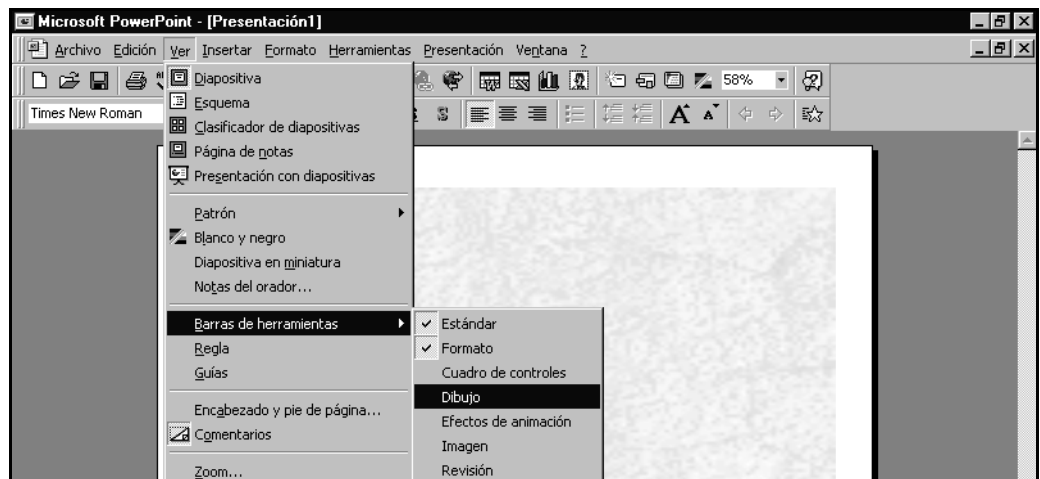 Microsoft PowerPoint - [Presentación1]
Archivo Edición Ver Insertar Formato Herramientas Presentación Ventana ?
58%
Times New Roman
Diapositiva
Esquema
Clasificador de diapositivas
Página de notas
Presentación con diapositivas
Patrón
Blanco y negro
Diapositiva en miniatura
Notas del orador...
Barras de herramientas
Regla
Guías
Encabezado y pie de página...
Comentarios
Zoom...
Estándar
Formato
Cuadro de controles
Dibujo
Efectos de animación
Imagen
Revisión